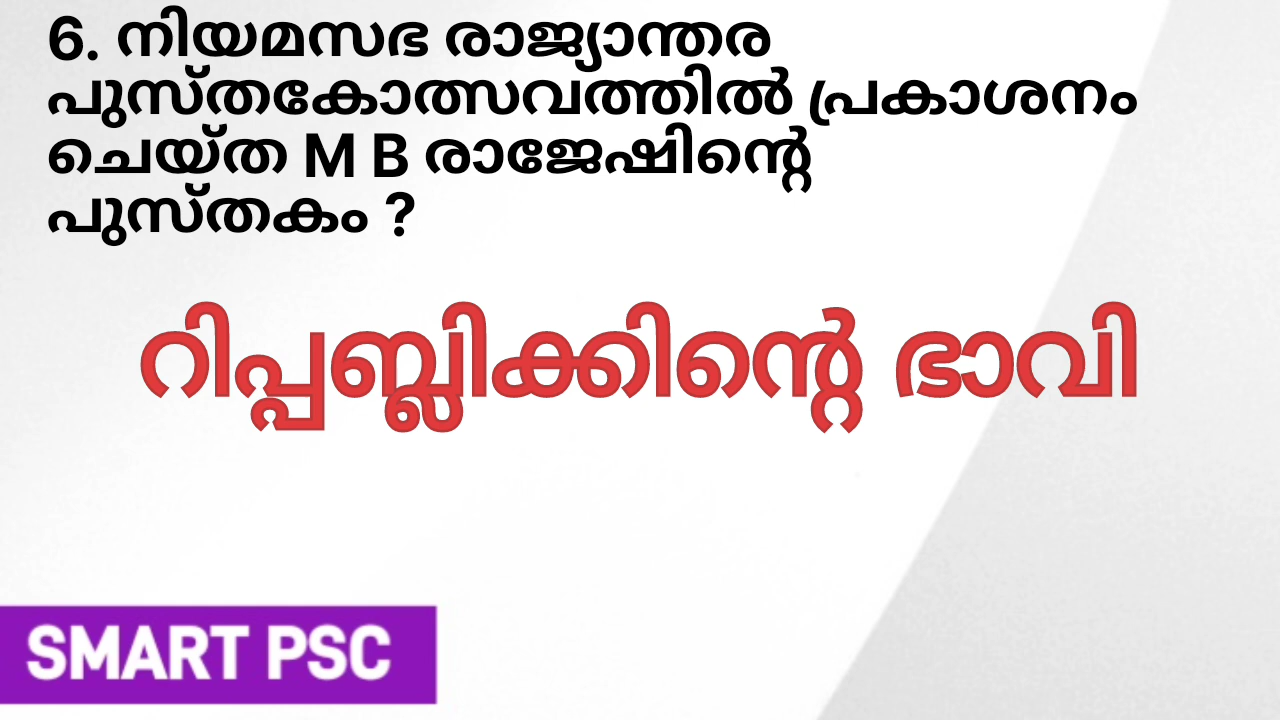 6. നിയമസഭ രാജ്യാന്തര
പുസ്തകോത്സവത്തിൽ പ്രകാശനം
ചെയ്ത M B രാജേഷിന്റെ
പുസ്തകം ?
റിപ്പബ്ലിക്കിന്റെ ഭാവി
SMART PSC